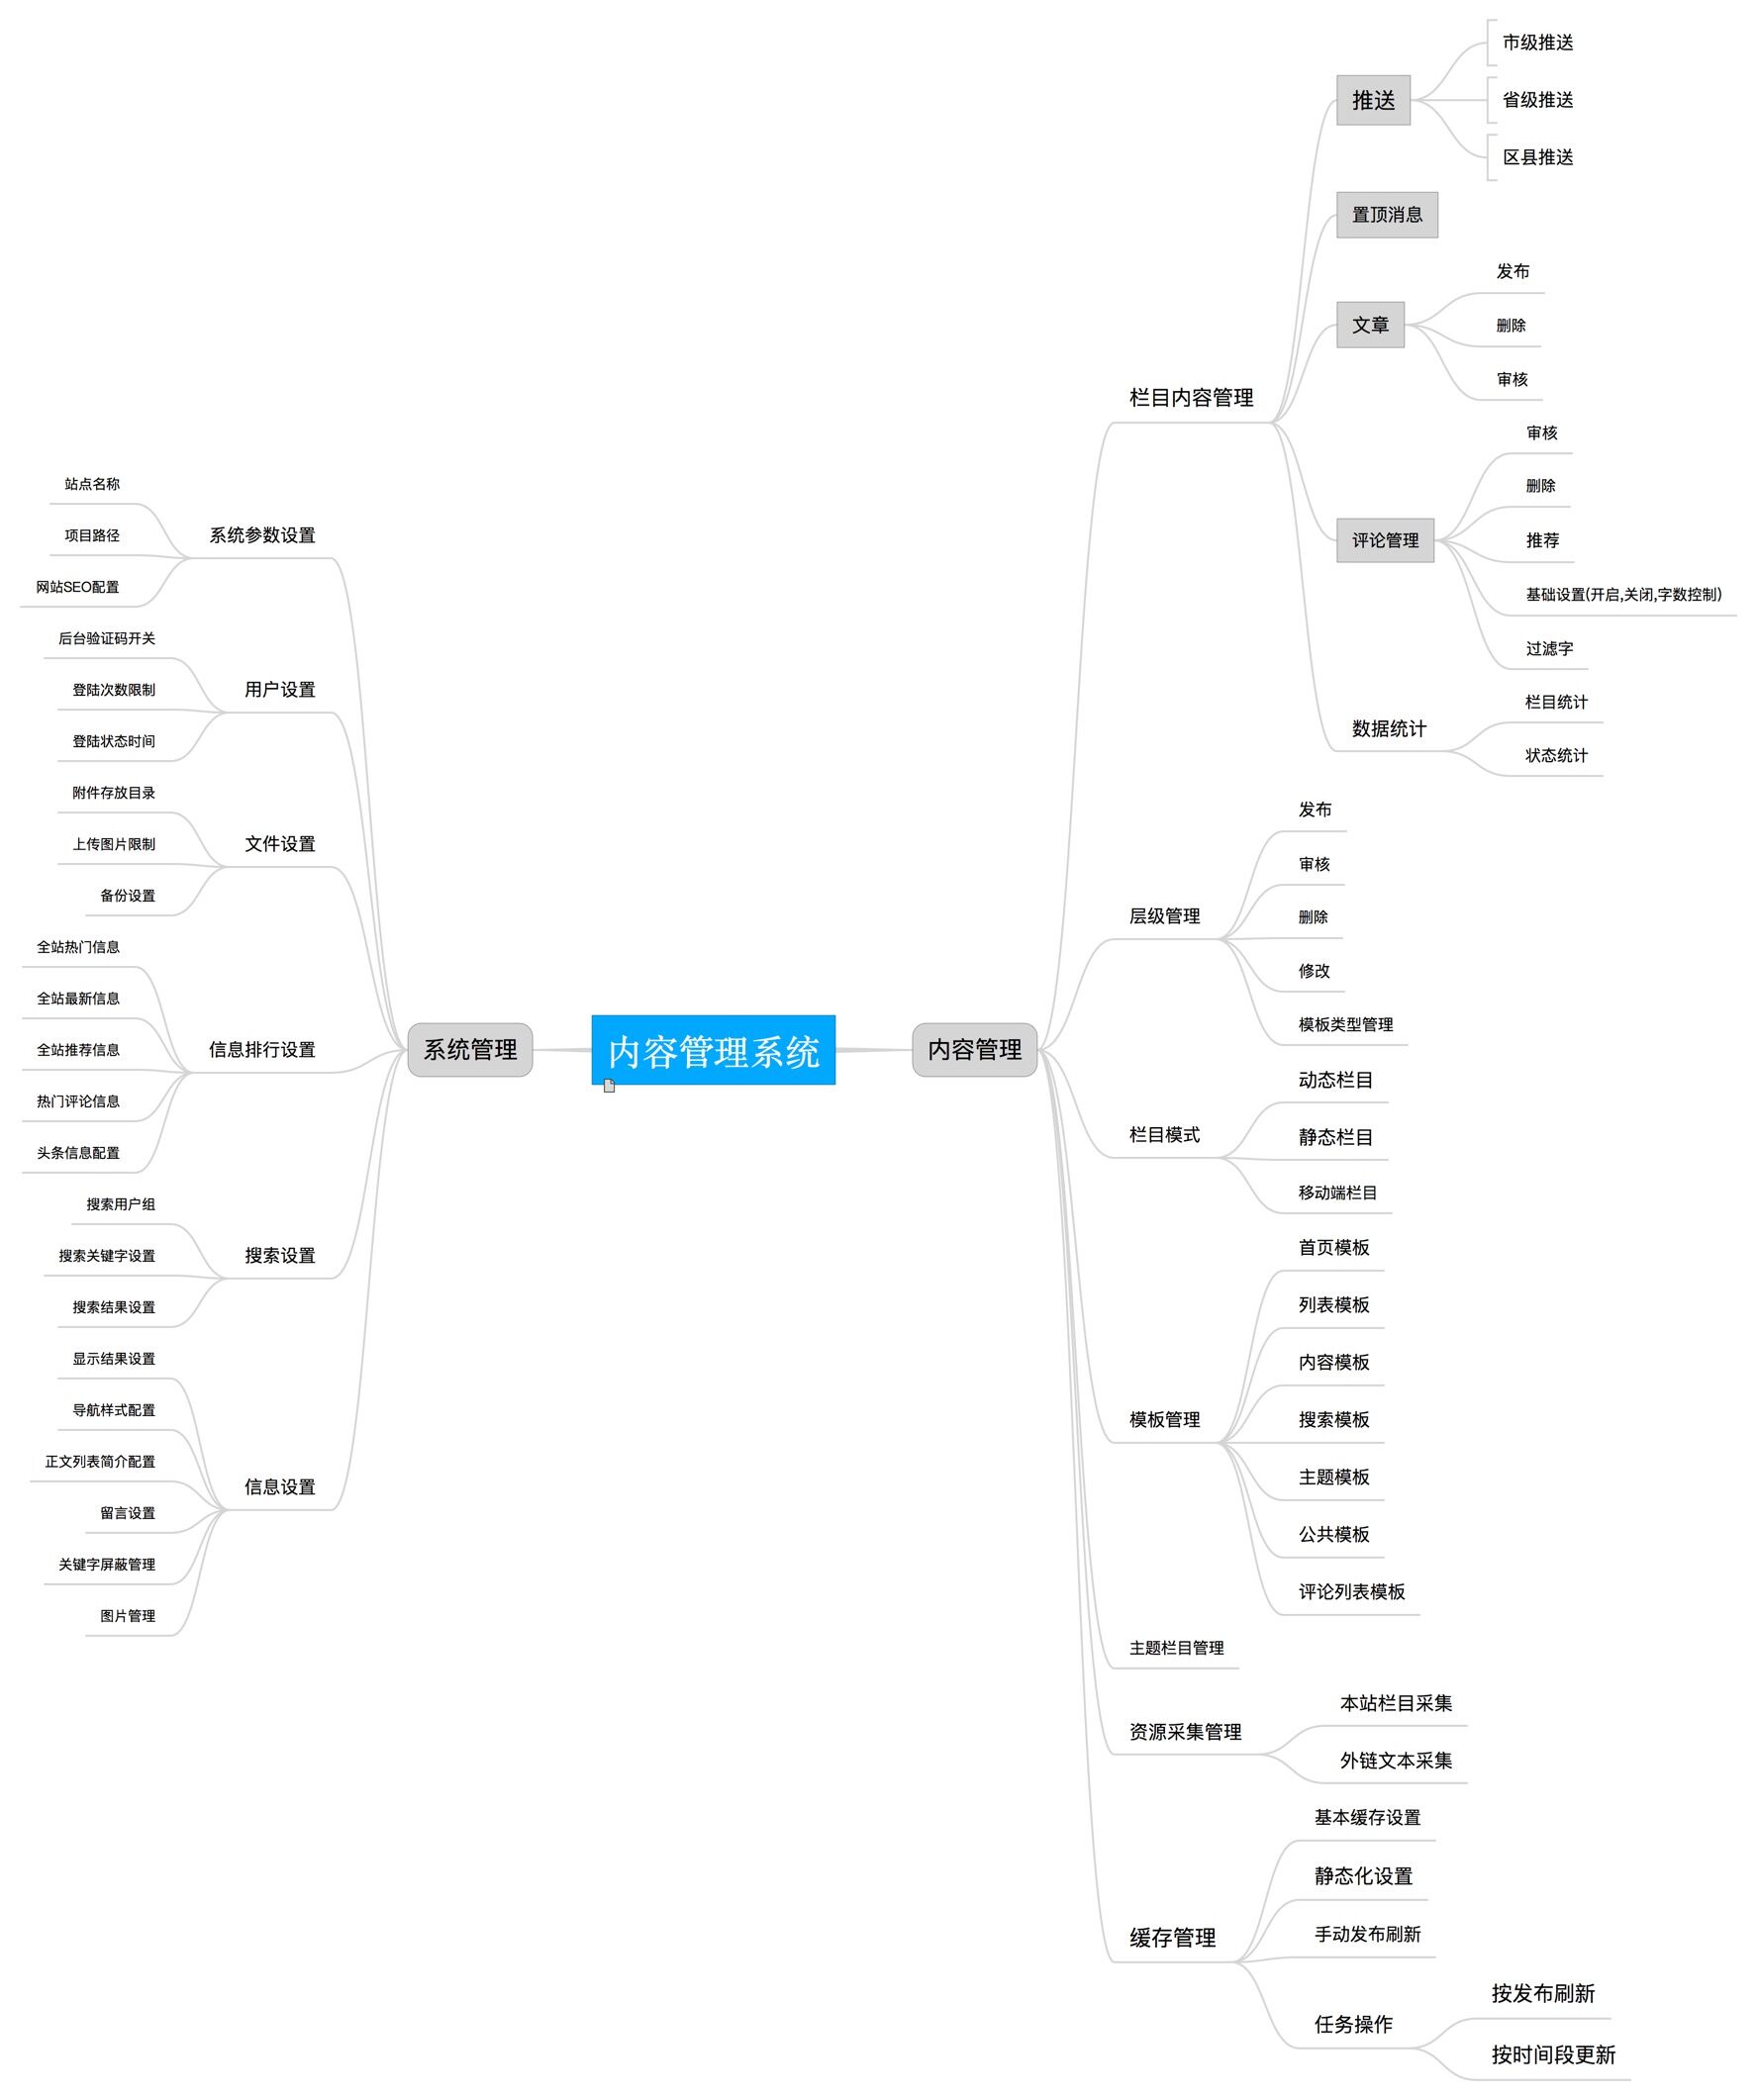 内容管理系统
系统管理
系统参数设置
站点名称
项目路径
网站SEO配置
用户设置
后台验证码开关
登陆次数限制
登陆状态时间
文件设置
附件存放目录
上传图片限制
备份设置
信息排行设置
全站热门信息
全站最新信息
全站推荐信息
热门评论信息
头条信息配置
搜索设置
搜索用户组
搜索关键字设置
搜索结果设置
信息设置
显示结果设置
导航样式配置
正文列表简介配置
留言设置
关键字屏蔽管理
图片管理
内容管理
栏目内容管理
推送
市级推送
省级推送
区县推送
置顶消息
文章
发布
删除
审核
评论管理
审核
删除
推荐
基础设置(开启,关闭,字数控制)
过滤字
数据统计
栏目统计
状态统计
层级管理
发布
审核
删除
修改
模板类型管理
栏目模式
动态栏目
静态栏目
移动端栏目
模板管理
首页模板
列表模板
内容模板
搜索模板
主题模板
公共模板
评论列表模板
主题栏目管理
资源采集管理
本站栏目采集
外链文本采集
缓存管理
基本缓存设置
静态化设置
手动发布刷新
任务操作
按发布刷新
按时间段更新